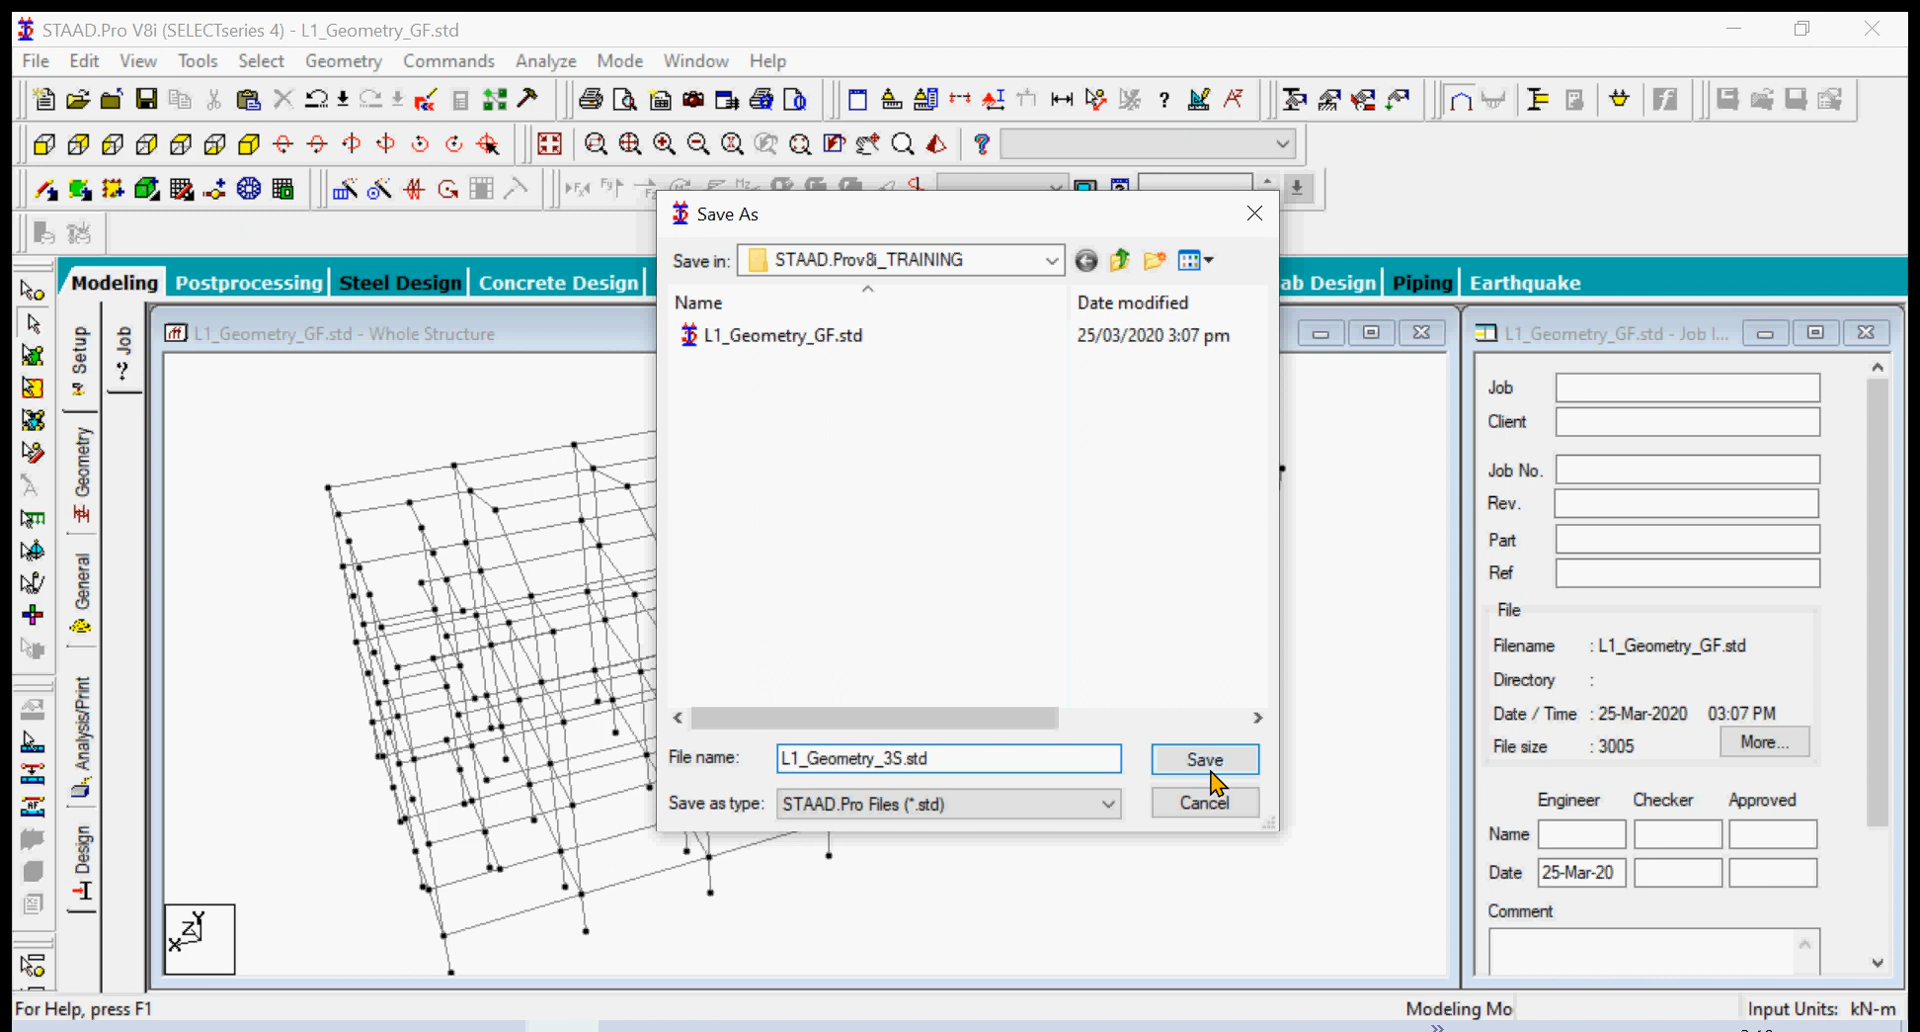 STAAD.Pro V8i (SELECTseries 4) - L1_Geometry_GF.std
File Edit View Tools Select Geometry Commands Analyze Mode Window Help
Save As
Save in: STAAD.Prov8i_TRAINING
Name Date modified
L1_Geometry_GF.std 25/03/2020 3:07 pm
File name: L1_Geometry_3S.std Save
Save as type: STAAD.Pro Files (*.std) Cancel
Modeling Postprocessing Steel Design Concrete Design ab Design Piping Earthquake
Setup
Geometry
General
Analysis/Print
Design
Job
L1_Geometry_GF.std - Whole Structure
Y
Z
X
L1_Geometry_GF.std - Job I...
Job
Client
Job No.
Rev.
Part
Ref
File
Filename : L1_Geometry_GF.std
Directory :
Date / Time : 25-Mar-2020 03:07 PM
File size : 3005 More...
Engineer Checker Approved
Name
Date 25-Mar-20
Comment
For Help, press F1 Modeling Mo Input Units: kN-m